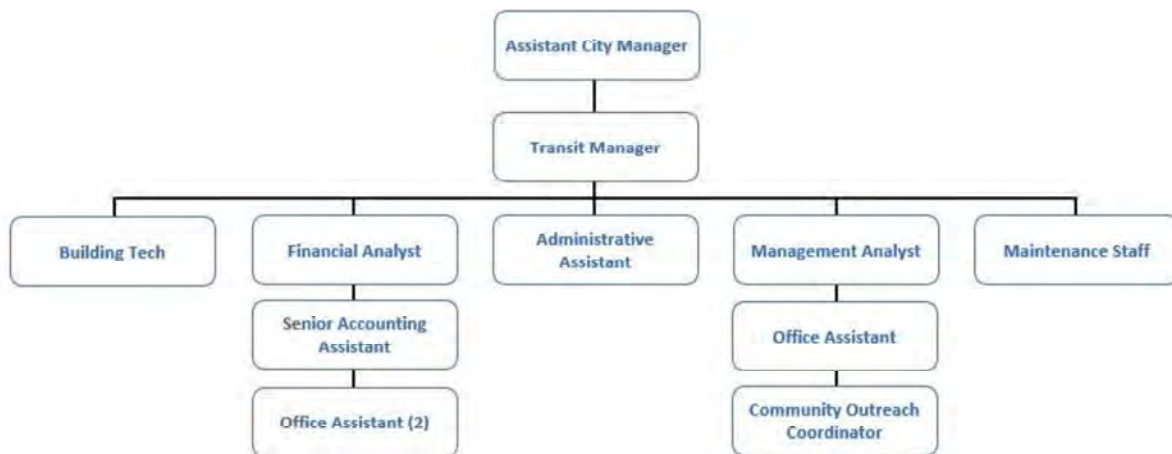 Assistant City Manager
Transit Manager
Building Tech
Financial Analyst
Administrative
Assistant
Management Analyst
Maintenance Staff
Senior Accounting
Assistant
Office Assistant
Office Assistant (2)
Community Outreach
Coordinator